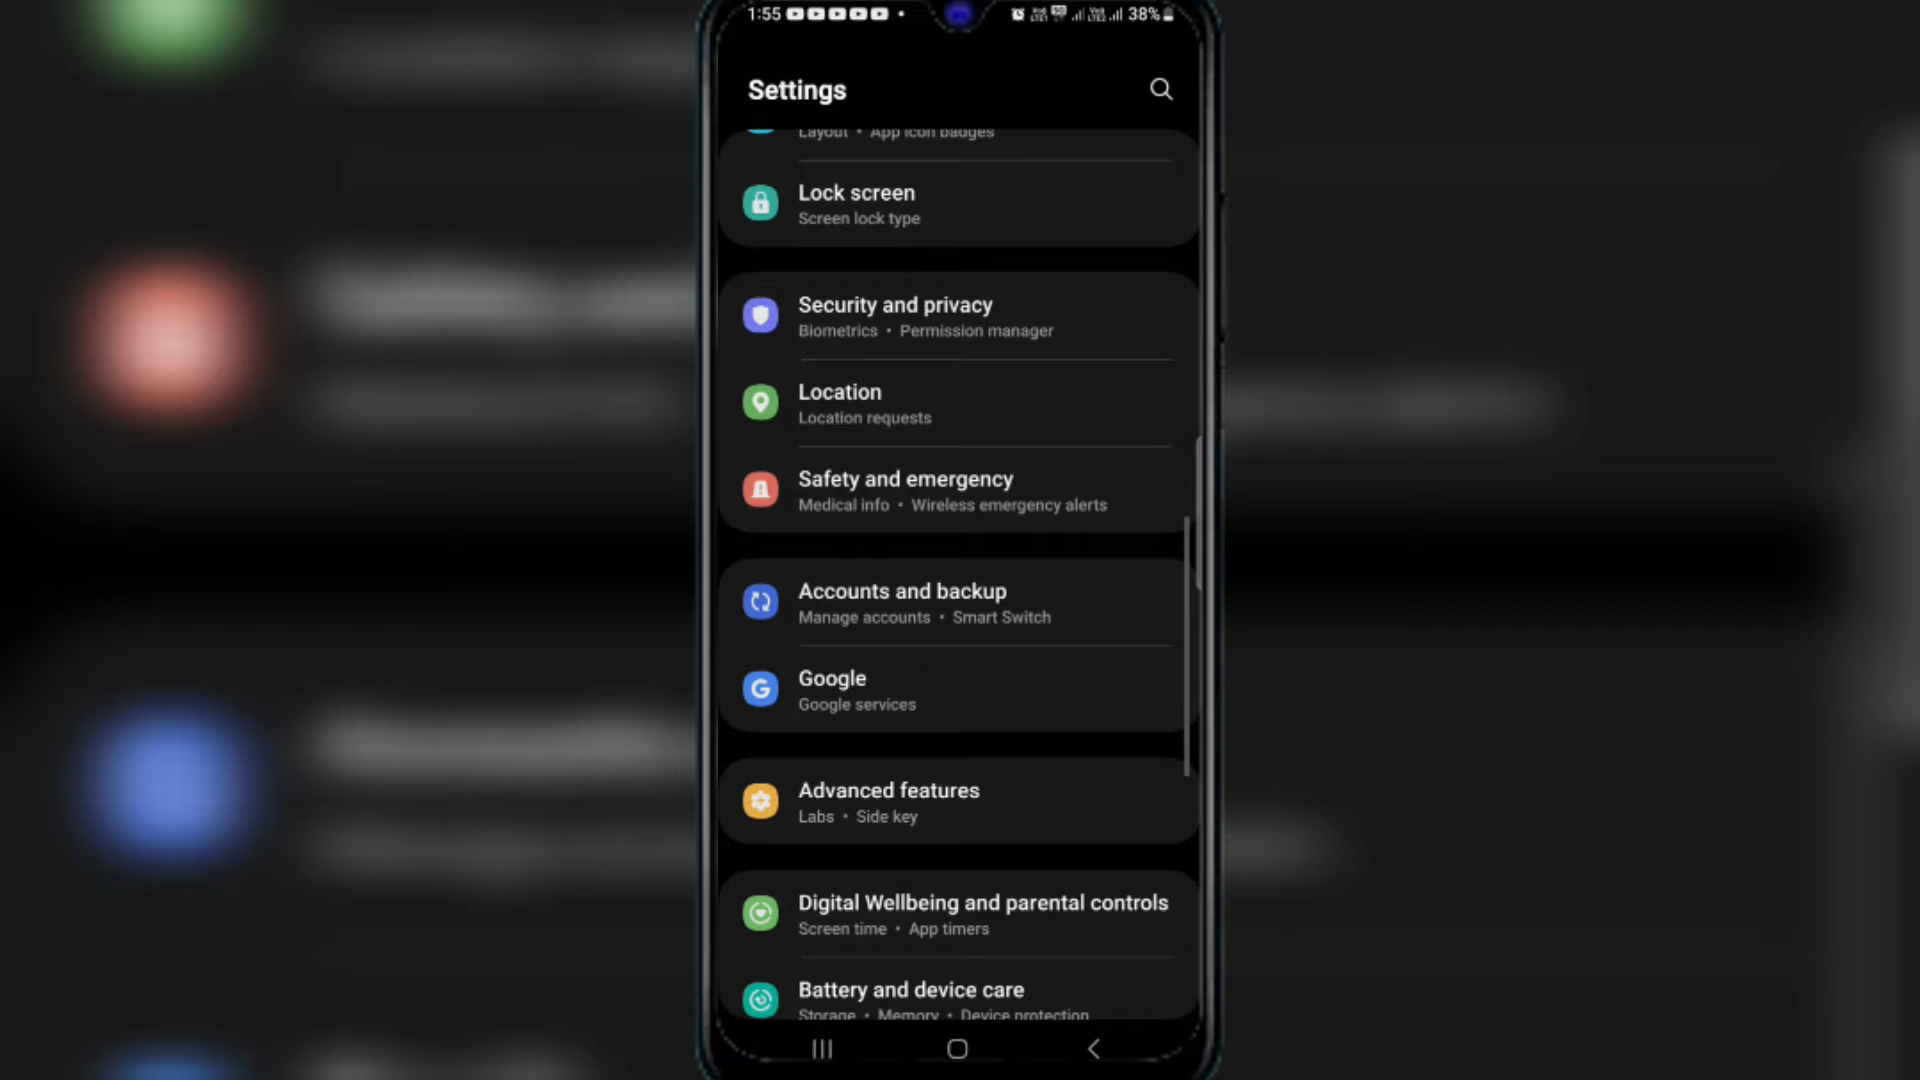 1:55
38%
Settings
Layout • App icon badges
Lock screen
Screen lock type
Security and privacy
Biometrics • Permission manager
Location
Location requests
Safety and emergency
Medical info • Wireless emergency alerts
Accounts and backup
Manage accounts • Smart Switch
Google
Google services
Advanced features
Labs • Side key
Digital Wellbeing and parental controls
Screen time • App timers
Battery and device care
Storage • Memory • Device protection